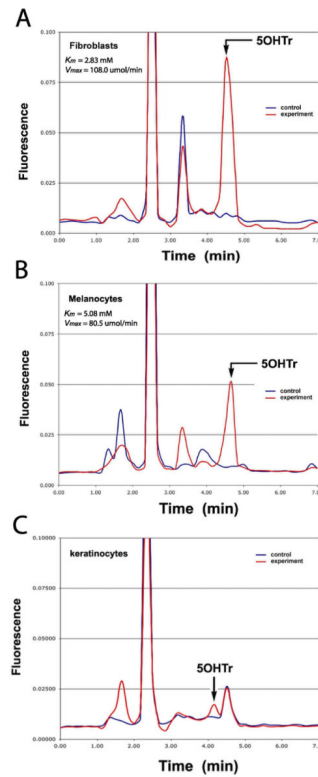 A
Fibroblasts
Km = 2.83 mM
Vmax = 108.0 umol/min
5OHTr
control
experiment
Fluorescence
0.100
0.075
0.050
0.025
0.000
0.00 1.00 2.00 3.00 4.00 5.00 6.00 7.0
Time (min)
B
Melanocytes
Km = 5.08 mM
Vmax = 80.5 umol/min
5OHTr
control
experiment
Fluorescence
0.100
0.075
0.050
0.025
0.000
0.00 1.00 2.00 3.00 4.00 5.00 6.00 7.0
Time (min)
C
keratinocytes
control
experiment
5OHTr
Fluorescence
0.10000
0.07500
0.05000
0.02500
0.00000
0.00 1.00 2.00 3.00 4.00 5.00 6.00 7.0
Time (min)